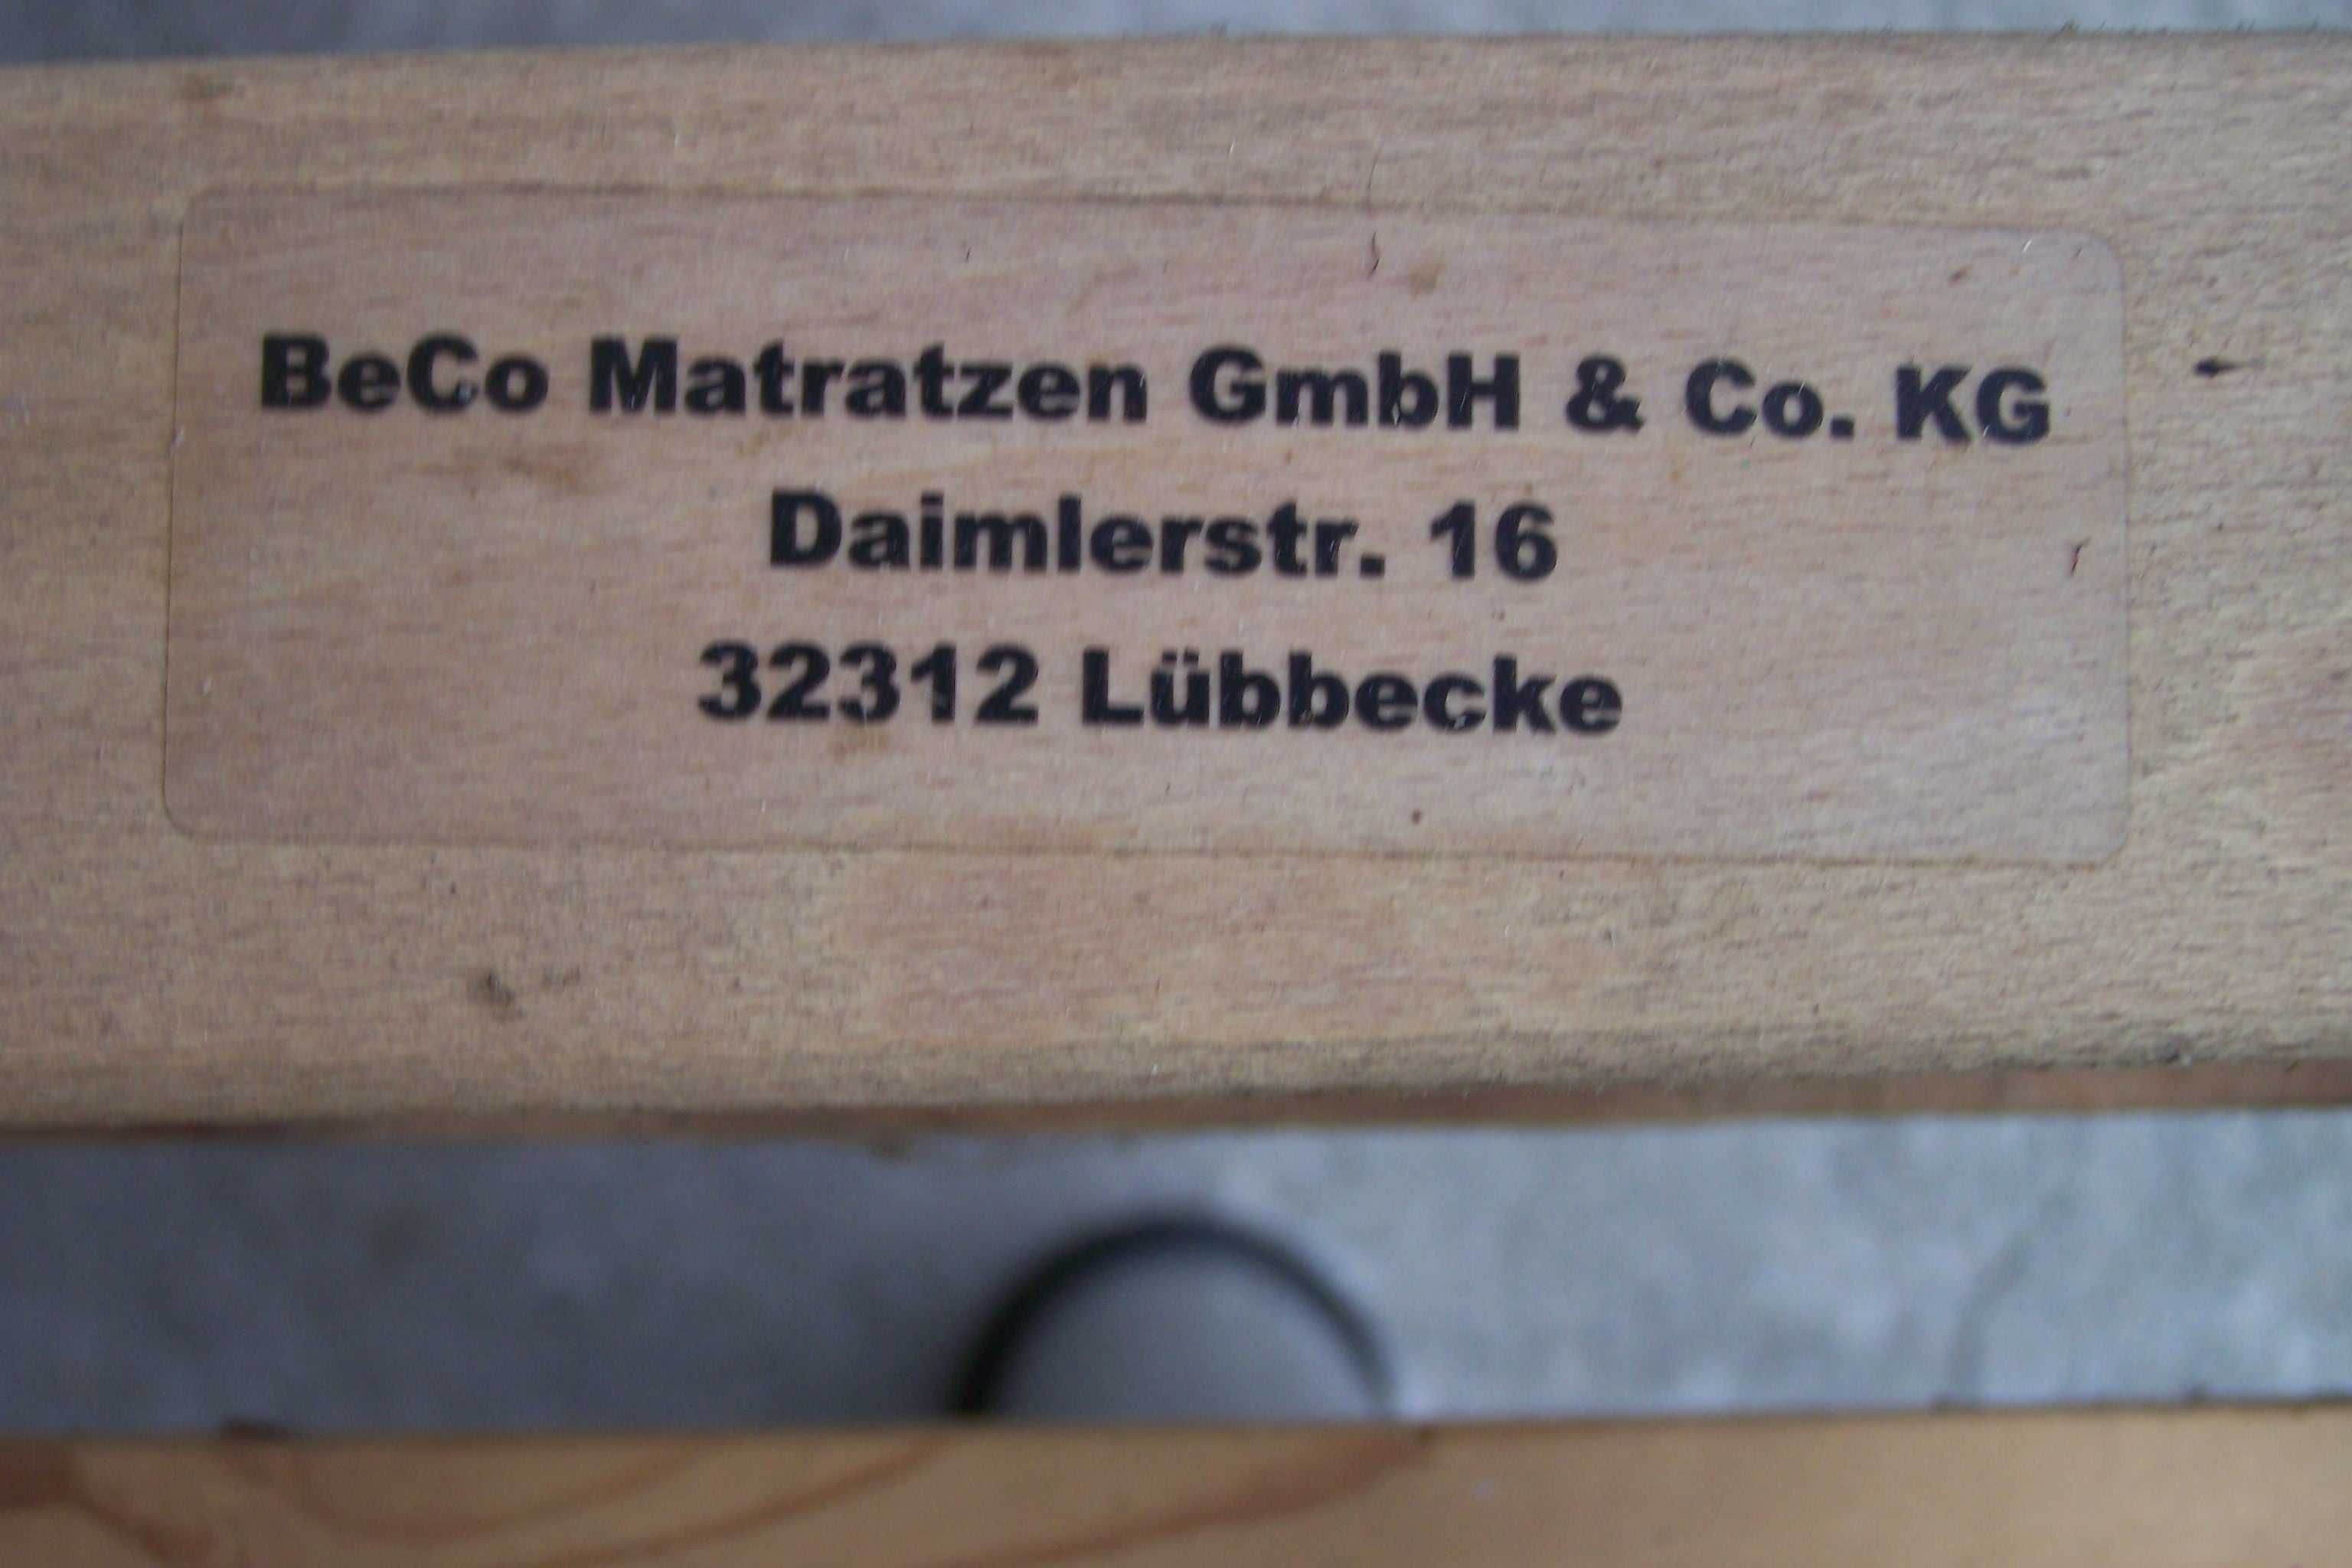 BeCo Matratzen GmbH & Co. KG
Daimlerstr. 16
32312 Lübbecke